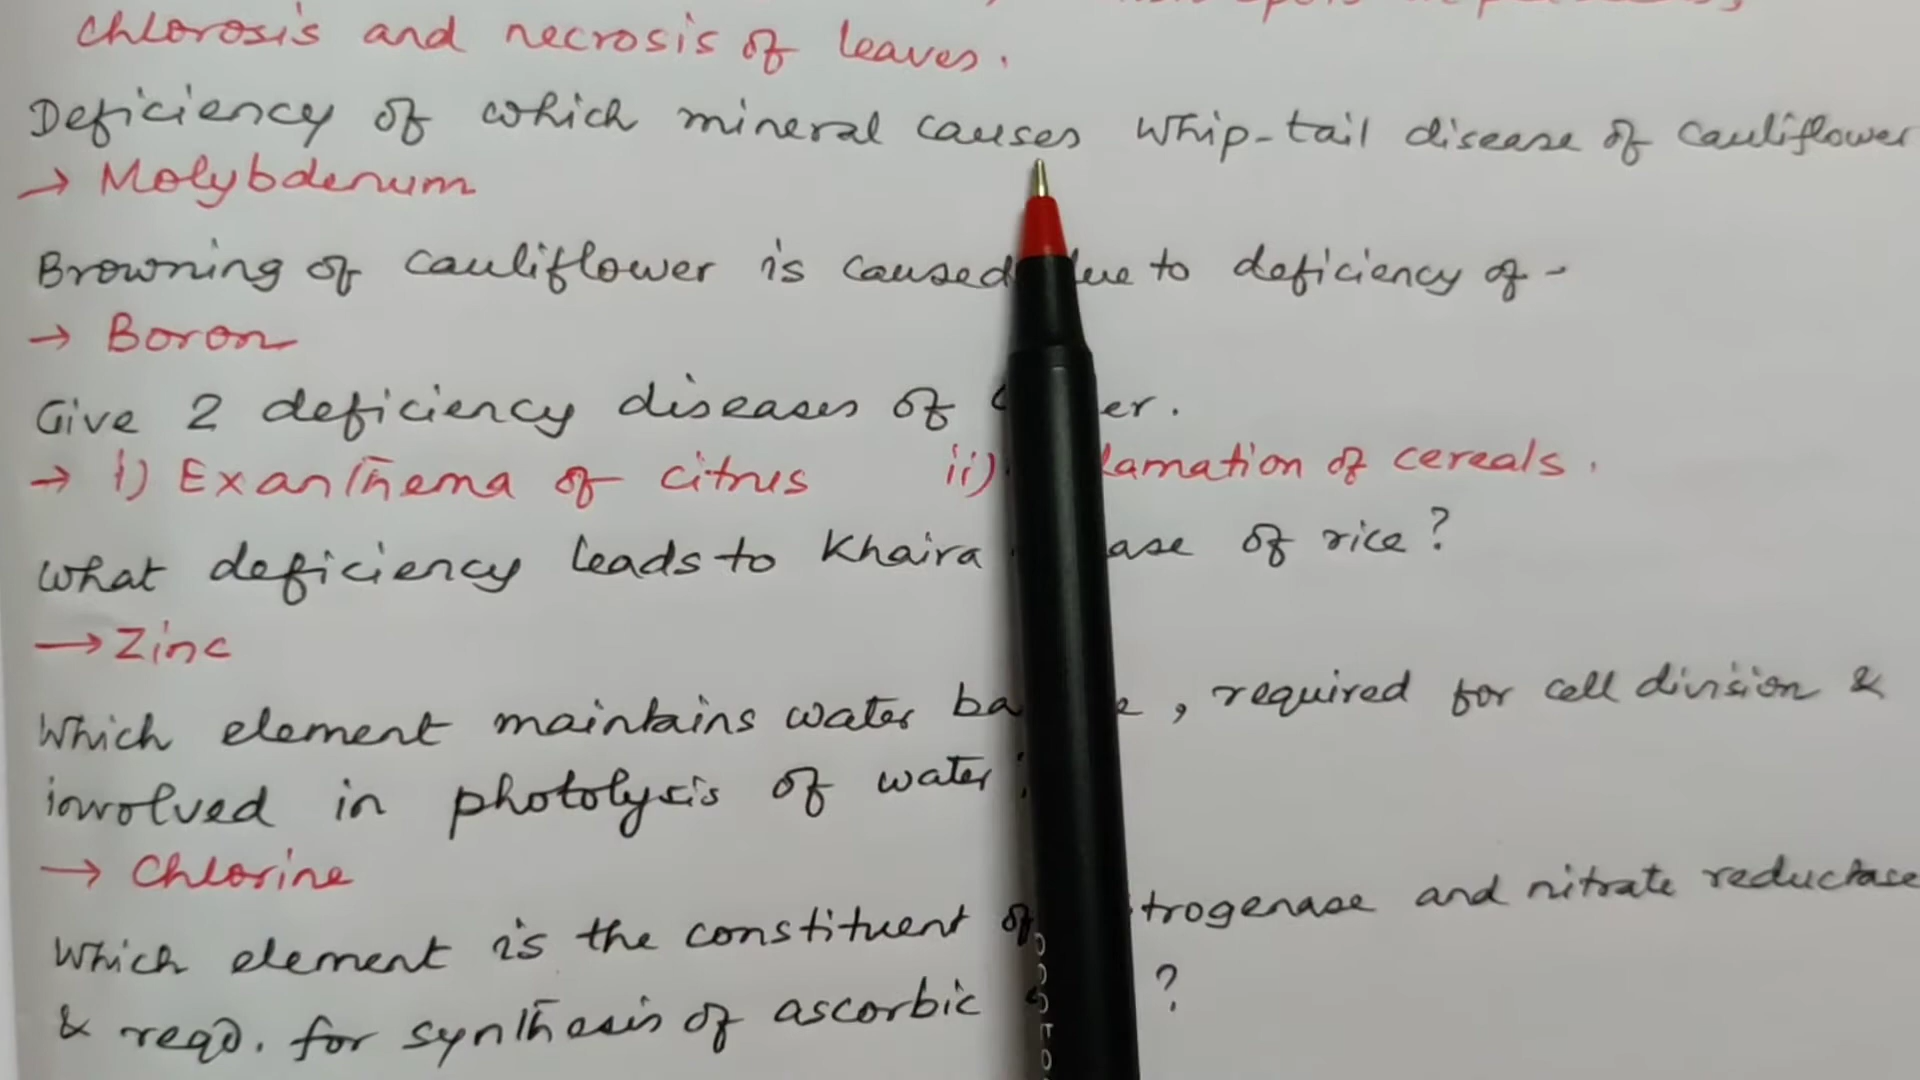 chlorosis and necrosis of leaves.
Deficiency of which mineral causes whip-tail disease of cauliflower
→ Molybdenum
Browning of cauliflower is caused due to deficiency of -
→ Boron
Give 2 deficiency diseases of er.
→ i) Exanthema of citrus ii) lamation of cereals.
What deficiency leads to Khaira ase of rice?
→ Zinc
Which element maintains water ba e, required for cell division &
involved in photolysis of water?
→ Chlorine
Which element is the constituent of trogenase and nitrate reductase
& reqd. for synthesis of ascorbic ?